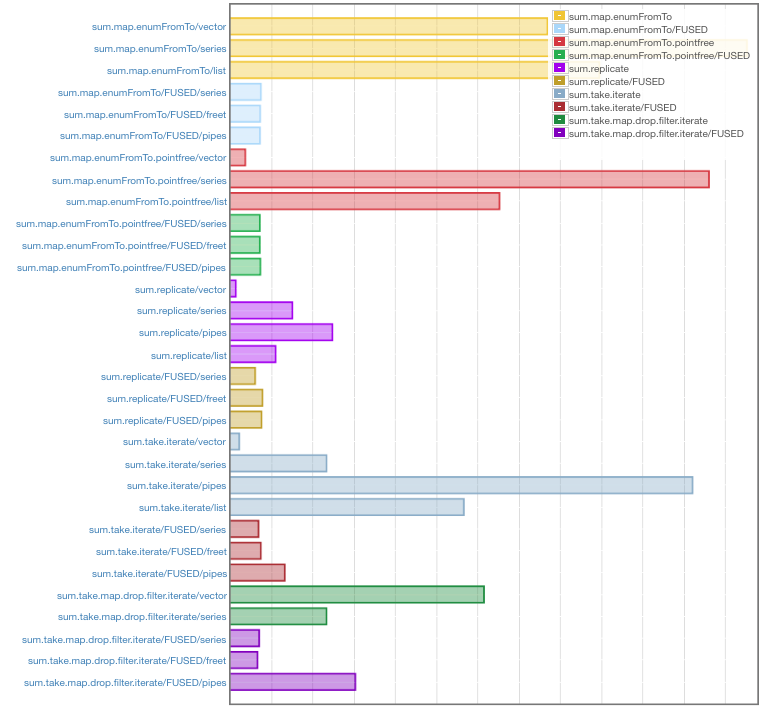 sum.map.enumFromTo/vector
sum.map.enumFromTo/series
sum.map.enumFromTo/list
sum.map.enumFromTo/FUSED/series
sum.map.enumFromTo/FUSED/freet
sum.map.enumFromTo/FUSED/pipes
sum.map.enumFromTo.pointfree/vector
sum.map.enumFromTo.pointfree/series
sum.map.enumFromTo.pointfree/list
sum.map.enumFromTo.pointfree/FUSED/series
sum.map.enumFromTo.pointfree/FUSED/freet
sum.map.enumFromTo.pointfree/FUSED/pipes
sum.replicate/vector
sum.replicate/series
sum.replicate/pipes
sum.replicate/list
sum.replicate/FUSED/series
sum.replicate/FUSED/freet
sum.replicate/FUSED/pipes
sum.take.iterate/vector
sum.take.iterate/series
sum.take.iterate/pipes
sum.take.iterate/list
sum.take.iterate/FUSED/series
sum.take.iterate/FUSED/freet
sum.take.iterate/FUSED/pipes
sum.take.map.drop.filter.iterate/vector
sum.take.map.drop.filter.iterate/series
sum.take.map.drop.filter.iterate/FUSED/series
sum.take.map.drop.filter.iterate/FUSED/freet
sum.take.map.drop.filter.iterate/FUSED/pipes
sum.map.enumFromTo
sum.map.enumFromTo/FUSED
sum.map.enumFromTo.pointfree
sum.map.enumFromTo.pointfree/FUSED
sum.replicate
sum.replicate/FUSED
sum.take.iterate
sum.take.iterate/FUSED
sum.take.map.drop.filter.iterate
sum.take.map.drop.filter.iterate/FUSED